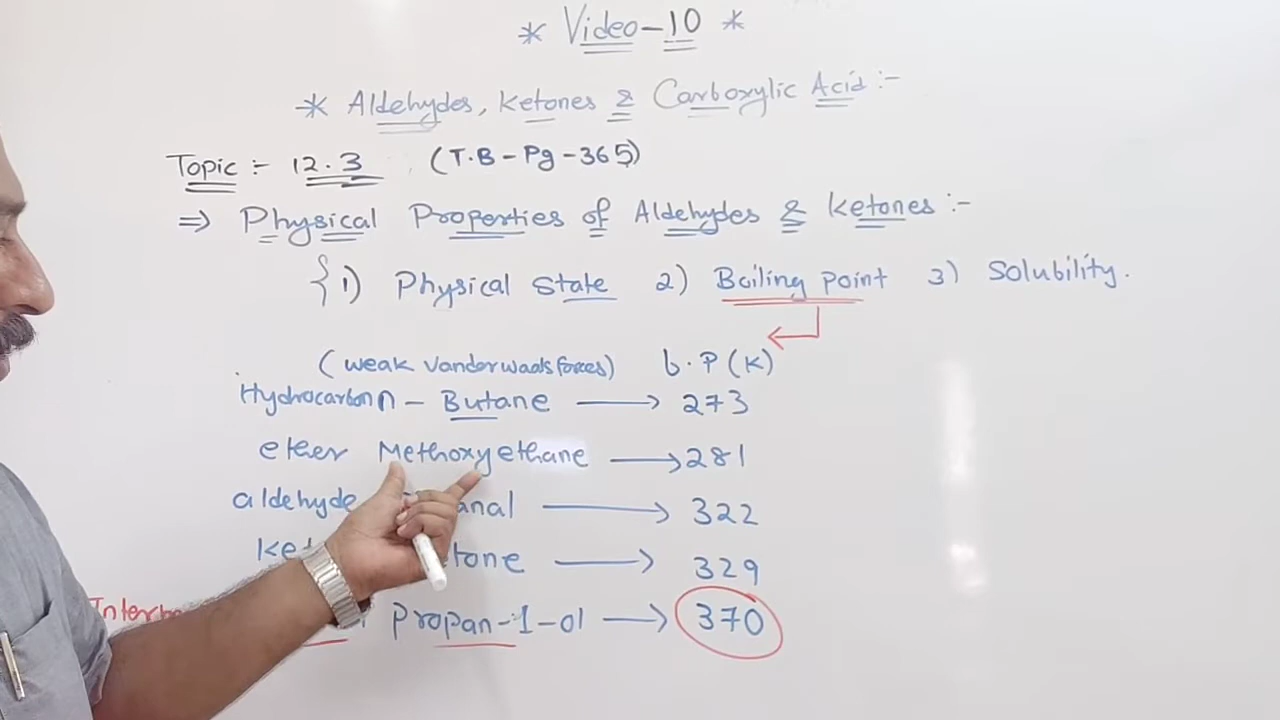 * Video-10 *
* Aldehydes, Ketones & Carboxylic Acid :-
Topic :- 12.3 (T.B - Pg - 365)
⇒ Physical Properties of Aldehydes & Ketones :-
{ 1) Physical State 2) Boiling point 3) Solubility.
(weak Vanderwaals forces) b.P (K)
Hydrocarbon n - Butane → 273
ether Methoxyethane → 281
aldehyde anal → 322
Ket tone → 329
Propan-1-ol → 370